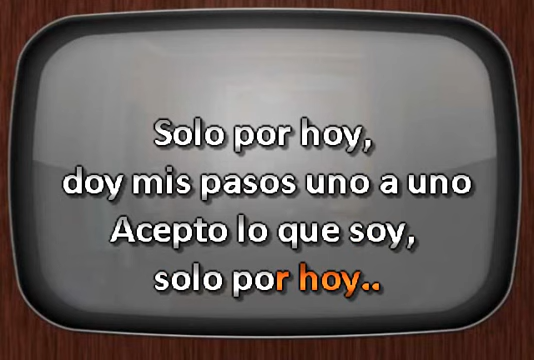 Solo por hoy,
doy mis pasos uno a uno
Acepto lo que soy,
solo por hoy..